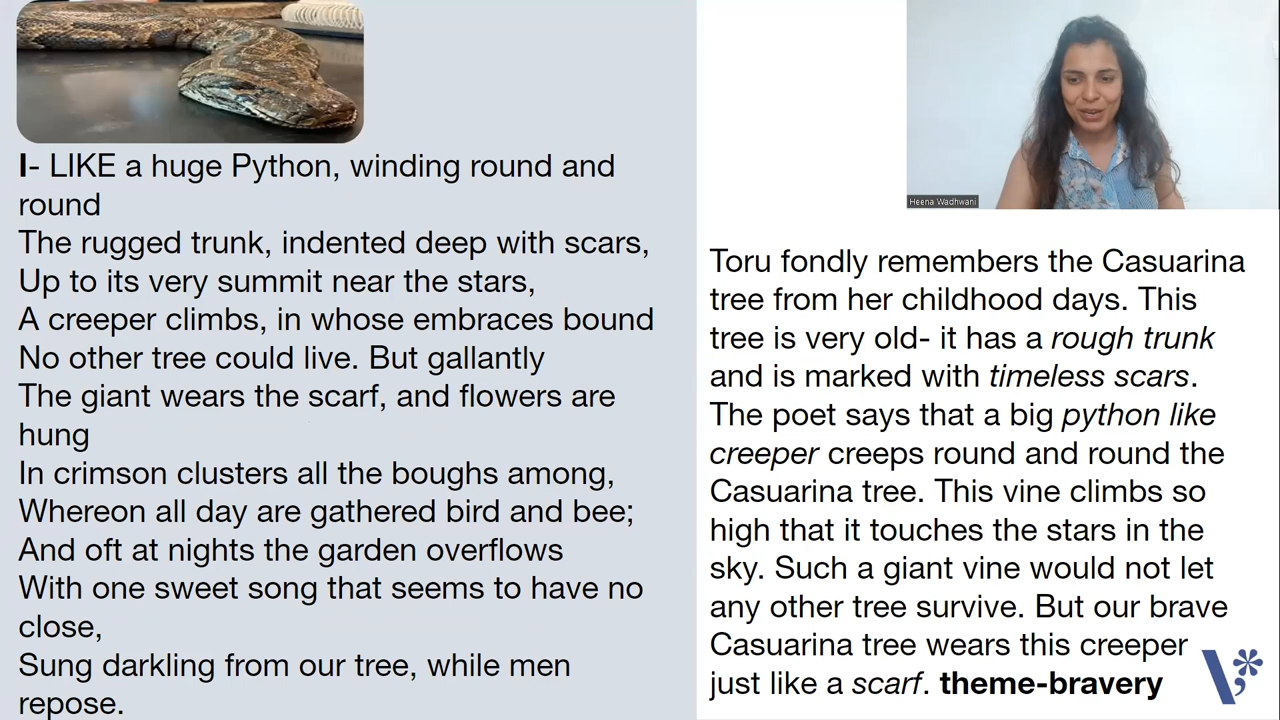 I- LIKE a huge Python, winding round and
round
The rugged trunk, indented deep with scars,
Up to its very summit near the stars,
A creeper climbs, in whose embraces bound
No other tree could live. But gallantly
The giant wears the scarf, and flowers are
hung
In crimson clusters all the boughs among,
Whereon all day are gathered bird and bee;
And oft at nights the garden overflows
With one sweet song that seems to have no
close,
Sung darkling from our tree, while men
repose.
Heena Wadhwani
Toru fondly remembers the Casuarina
tree from her childhood days. This
tree is very old- it has a rough trunk
and is marked with timeless scars.
The poet says that a big python like
creeper creeps round and round the
Casuarina tree. This vine climbs so
high that it touches the stars in the
sky. Such a giant vine would not let
any other tree survive. But our brave
Casuarina tree wears this creeper
just like a scarf. theme-bravery